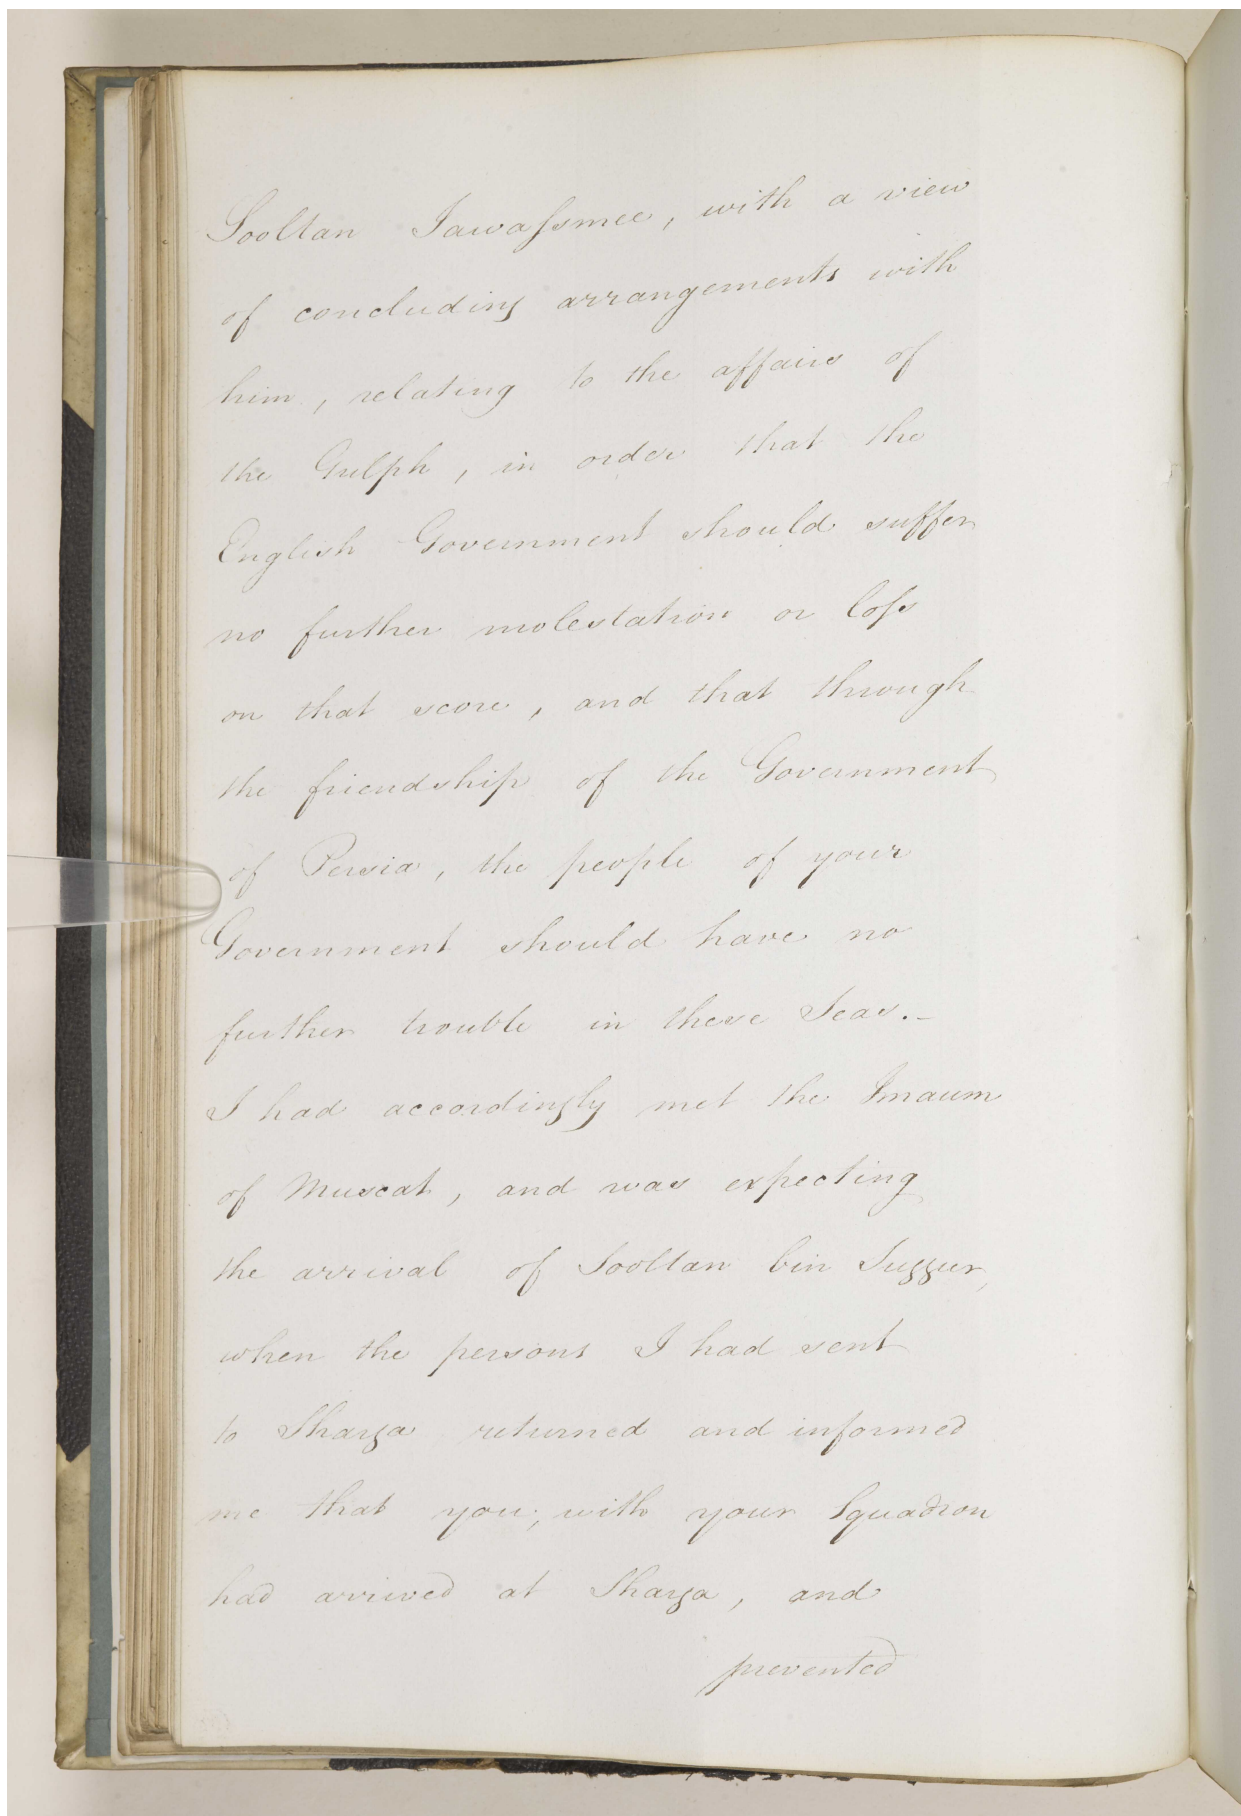 Sooltan Jawaſsmee, with a view
of concluding arrangements with
him, relating to the affairs of
the Gulph, in order that the
English Government should suffer
no further molestation or loſs
on that score, and that through
the friendship of the Government
of Persia, the people of your
Government should have no
further trouble in these Seas.–
I had accordingly met the Imaum
of Muscat, and was expecting
the arrival of Sooltan bin Suggur,
when the persons I had sent
to Sharga returned and informed
me that you, with your Squadron
had arrived at Sharga, and
prevented